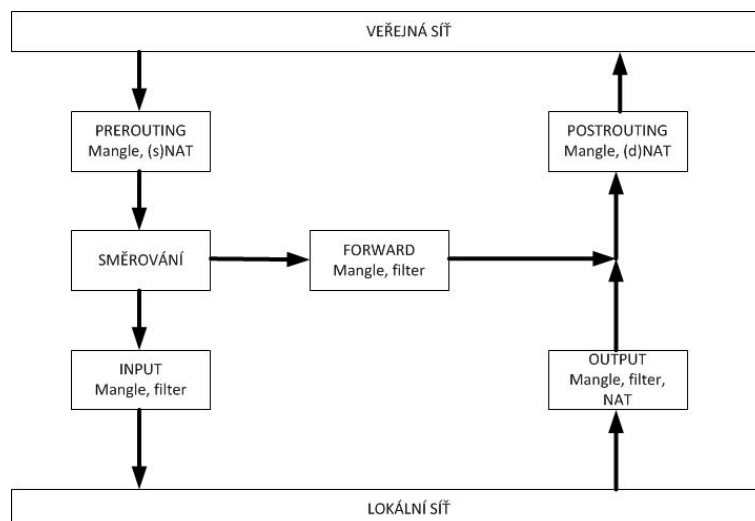 VEŘEJNÁ SÍŤ
PREROUTING
Mangle, (s)NAT
POSTROUTING
Mangle, (d)NAT
SMĚROVÁNÍ
FORWARD
Mangle, filter
INPUT
Mangle, filter
OUTPUT
Mangle, filter,
NAT
LOKÁLNÍ SÍŤ